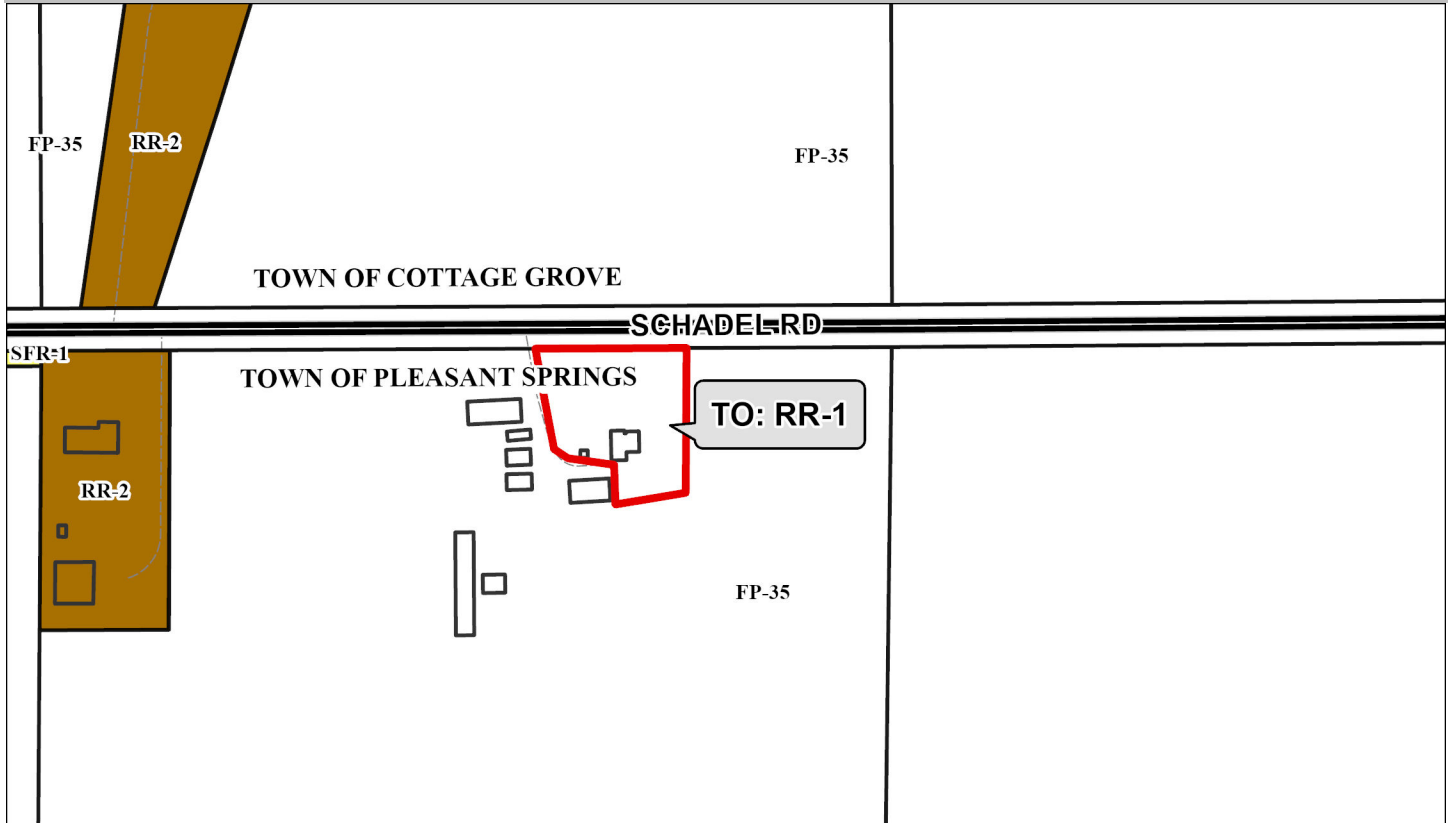 FP-35
RR-2
FP-35
TOWN OF COTTAGE GROVE
SCHADEL RD
SFR-1
TOWN OF PLEASANT SPRINGS
TO: RR-1
RR-2
FP-35